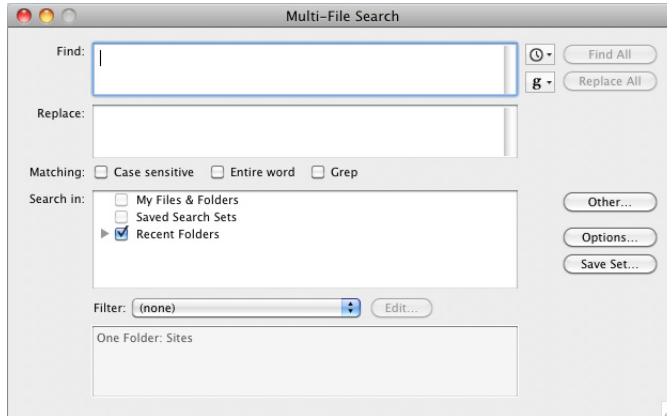 Multi-File Search
Find:
Find All
g
Replace All
Replace:
Matching: Case sensitive Entire word Grep
Search in:
My Files & Folders
Saved Search Sets
Recent Folders
Other...
Options...
Save Set...
Filter: (none) Edit...
One Folder: Sites